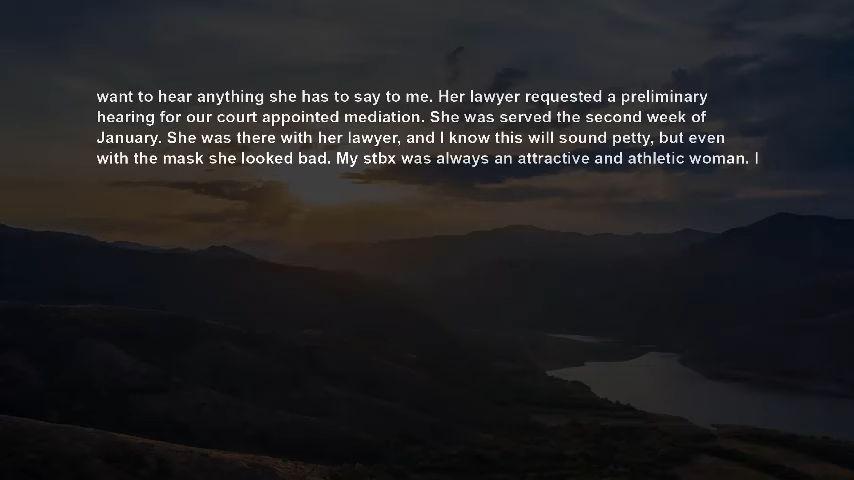 want to hear anything she has to say to me. Her lawyer requested a preliminary
hearing for our court appointed mediation. She was served the second week of
January. She was there with her lawyer, and I know this will sound petty, but even
with the mask she looked bad. My stbx was always an attractive and athletic woman. I